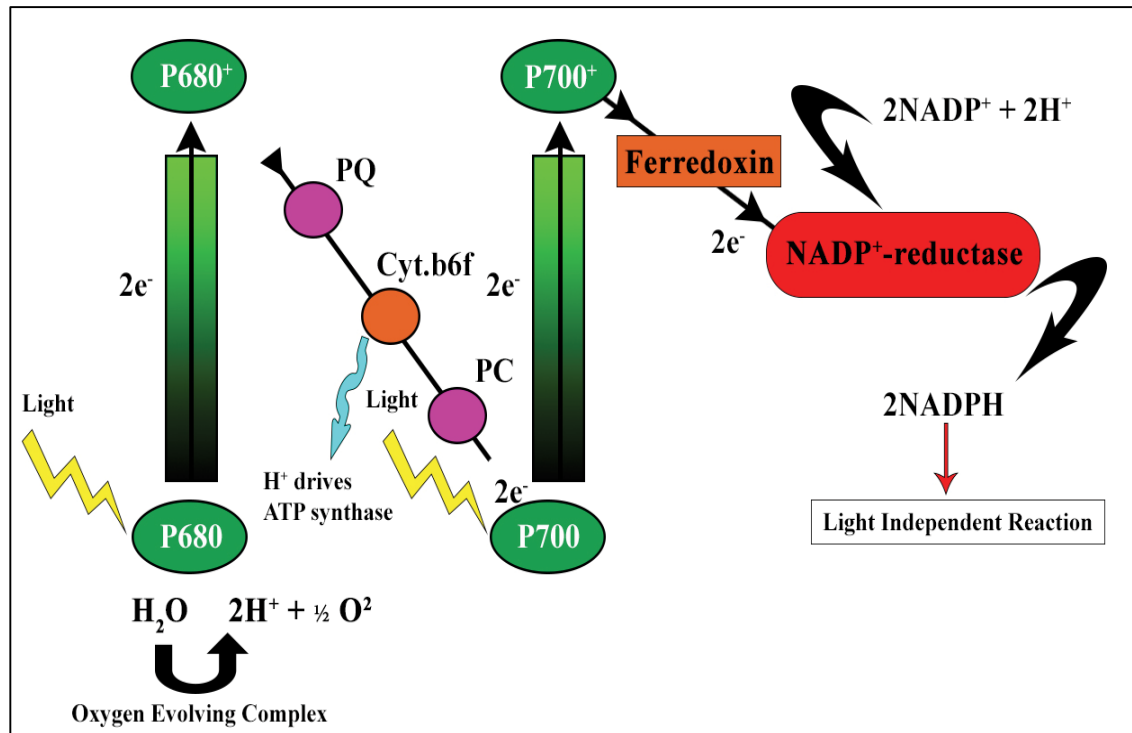 P680⁺
P700⁺
2NADP⁺ + 2H⁺
Ferredoxin
PQ
2e⁻
NADP⁺-reductase
Cyt.b6f
2e⁻
2e⁻
PC
Light
Light
2NADPH
H⁺ drives
ATP synthase
2e⁻
Light Independent Reaction
P680
P700
H₂O 2H⁺ + ½ O²
Oxygen Evolving Complex